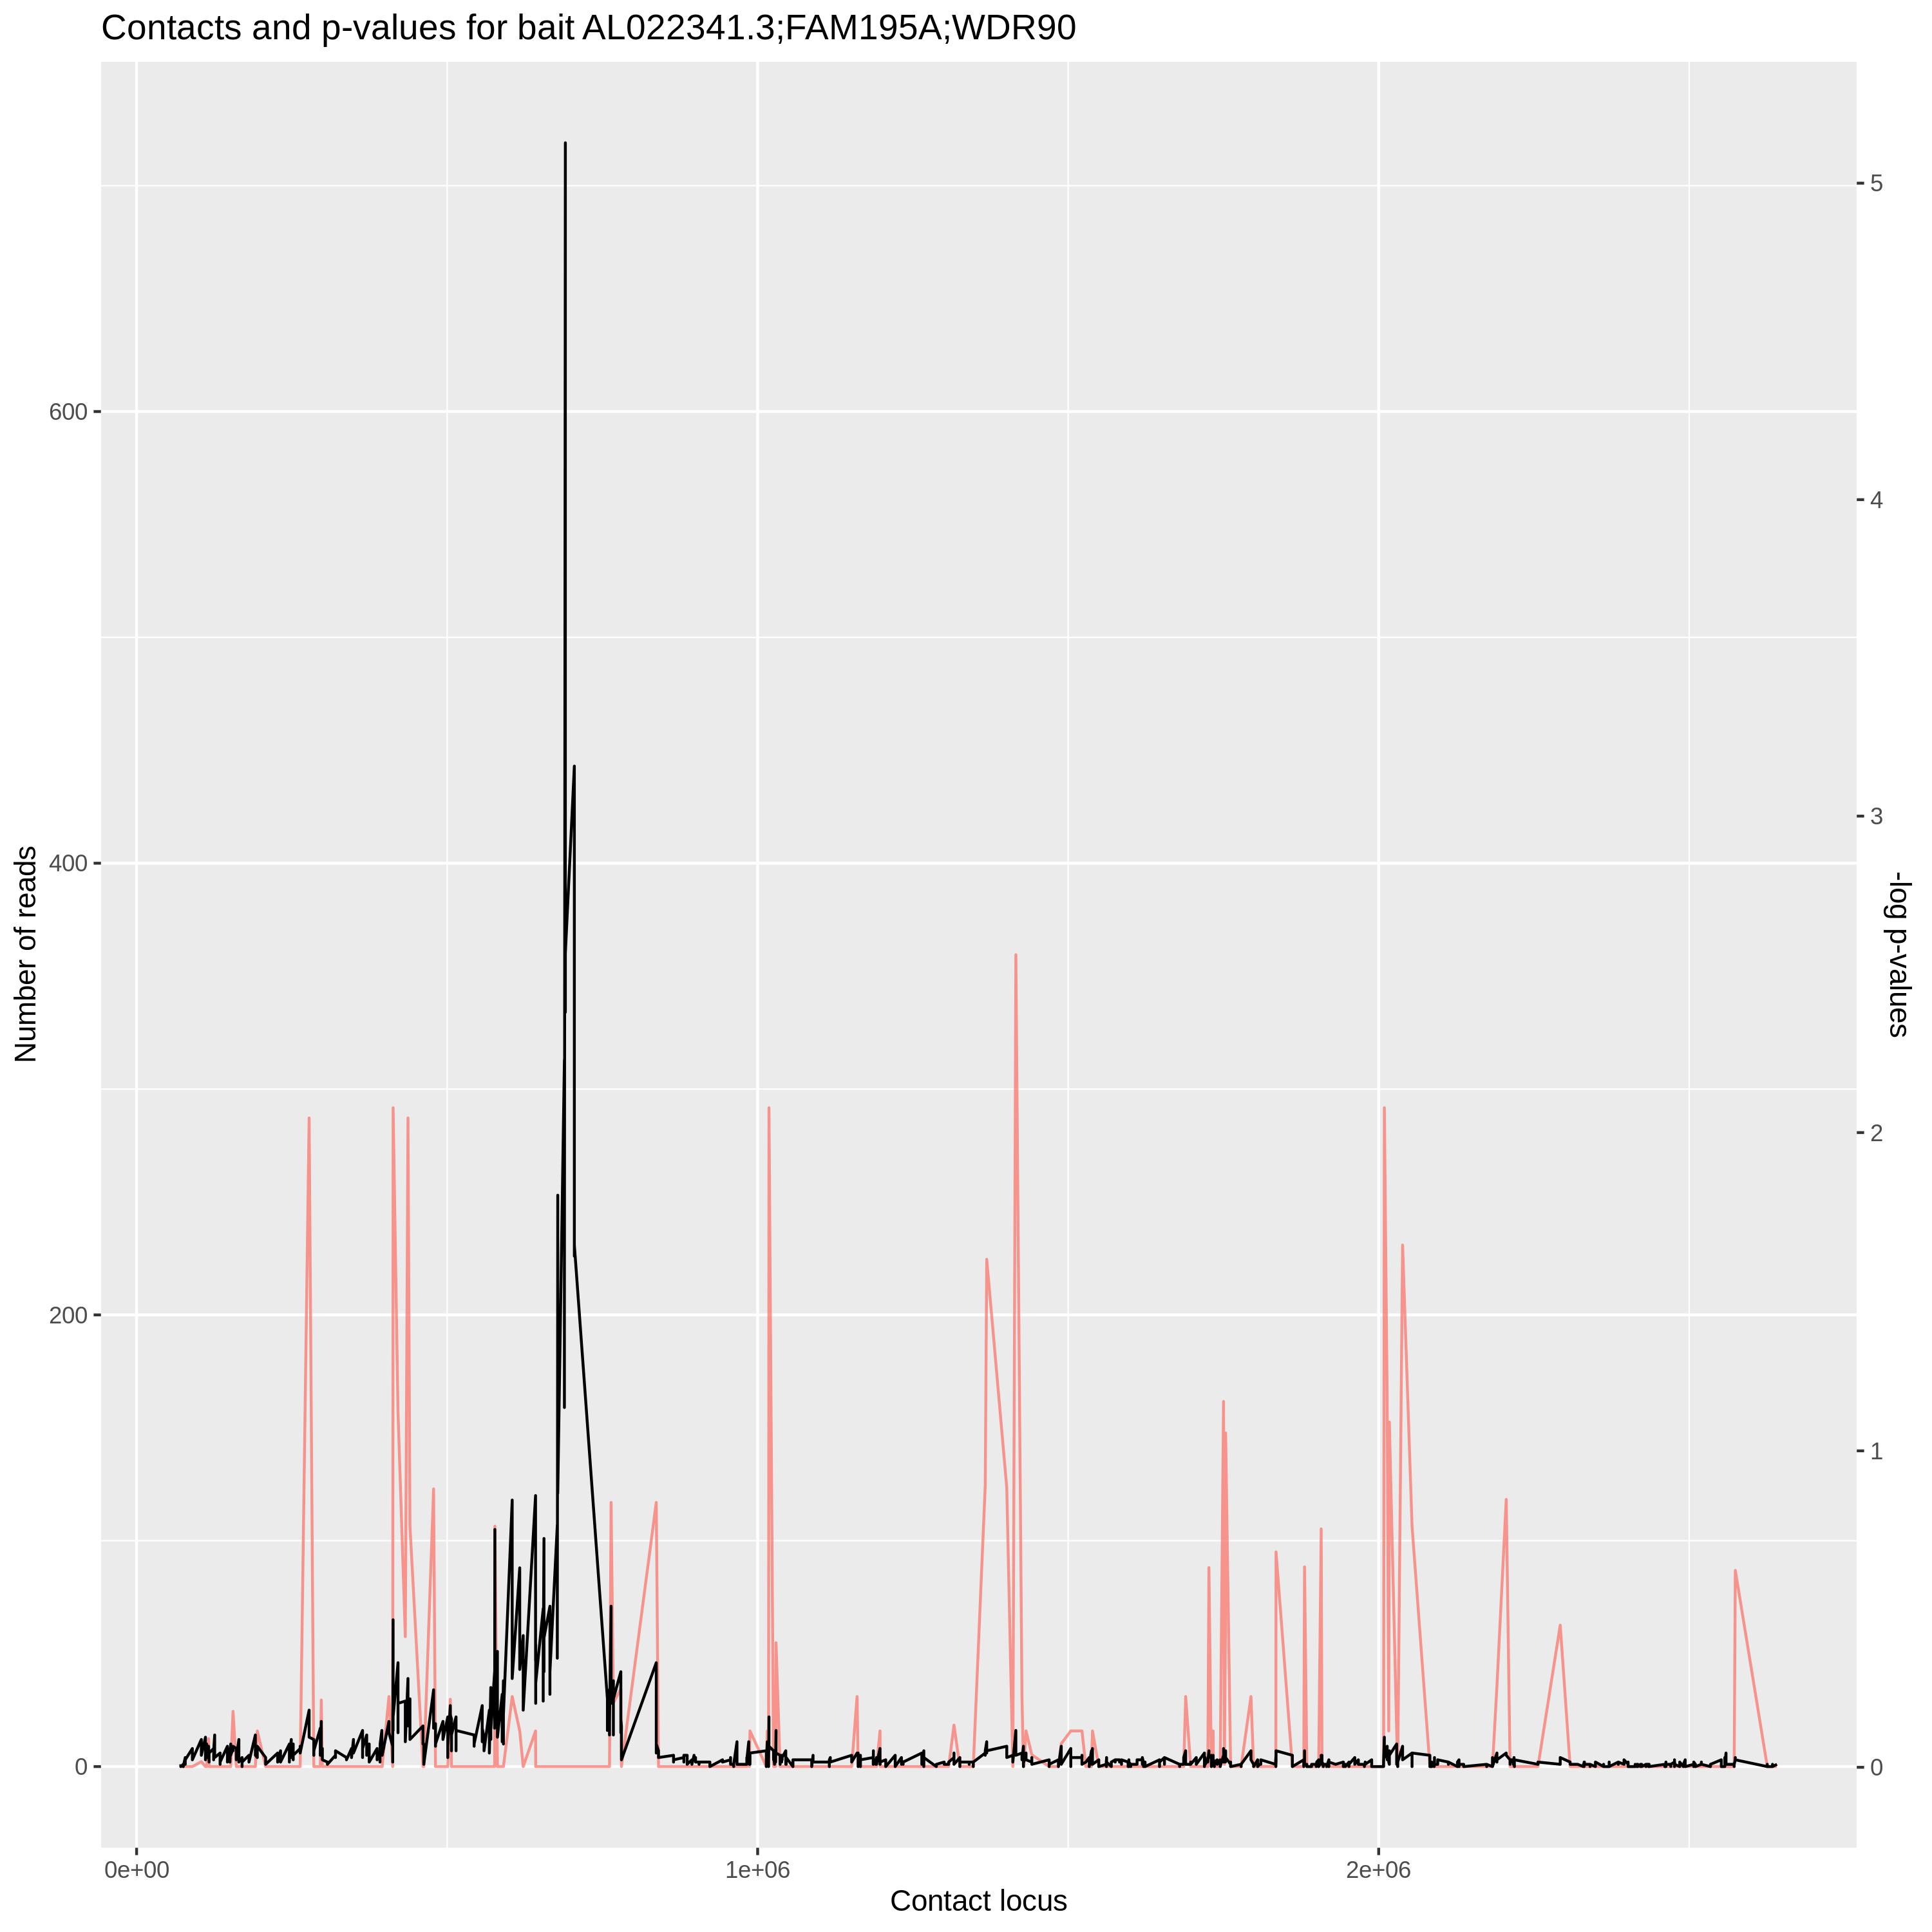 Contacts and p-values for bait AL022341.3;FAM195A;WDR90
Number of reads
600
400
200
0
5
4
3
2
1
0
-log p-values
0e+00 1e+06 2e+06
Contact locus